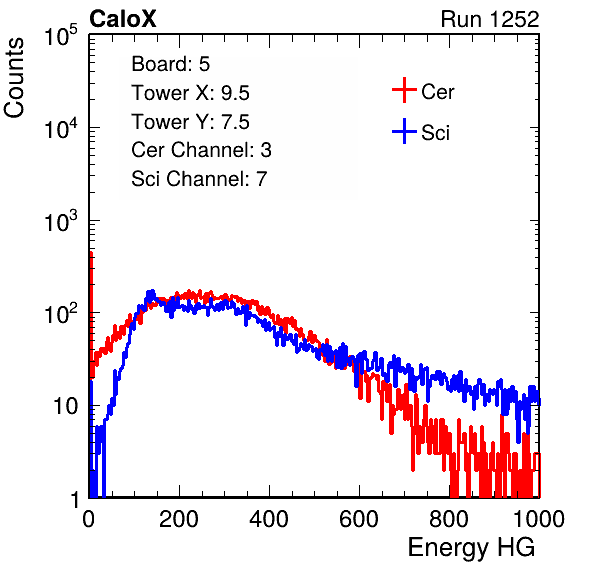 CaloX Run 1252
Counts
10^5
10^4
10^3
10^2
10
1
Board: 5
Tower X: 9.5
Tower Y: 7.5
Cer Channel: 3
Sci Channel: 7
Cer
Sci
0 200 400 600 800 1000
Energy HG